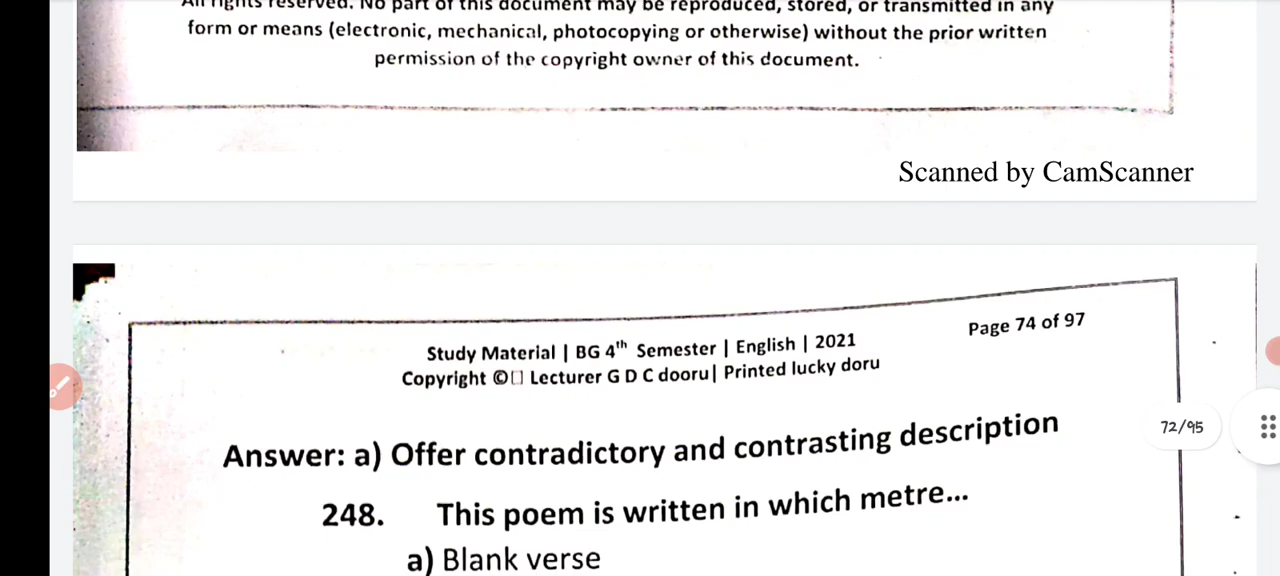 All rights reserved. No part of this document may be reproduced, stored, or transmitted in any
form or means (electronic, mechanical, photocopying or otherwise) without the prior written
permission of the copyright owner of this document.
Scanned by CamScanner
Page 74 of 97
Study Material | BG 4th Semester | English | 2021
Copyright ©□ Lecturer G D C dooru| Printed lucky doru
72/95
Answer: a) Offer contradictory and contrasting description
248. This poem is written in which metre...
a) Blank verse